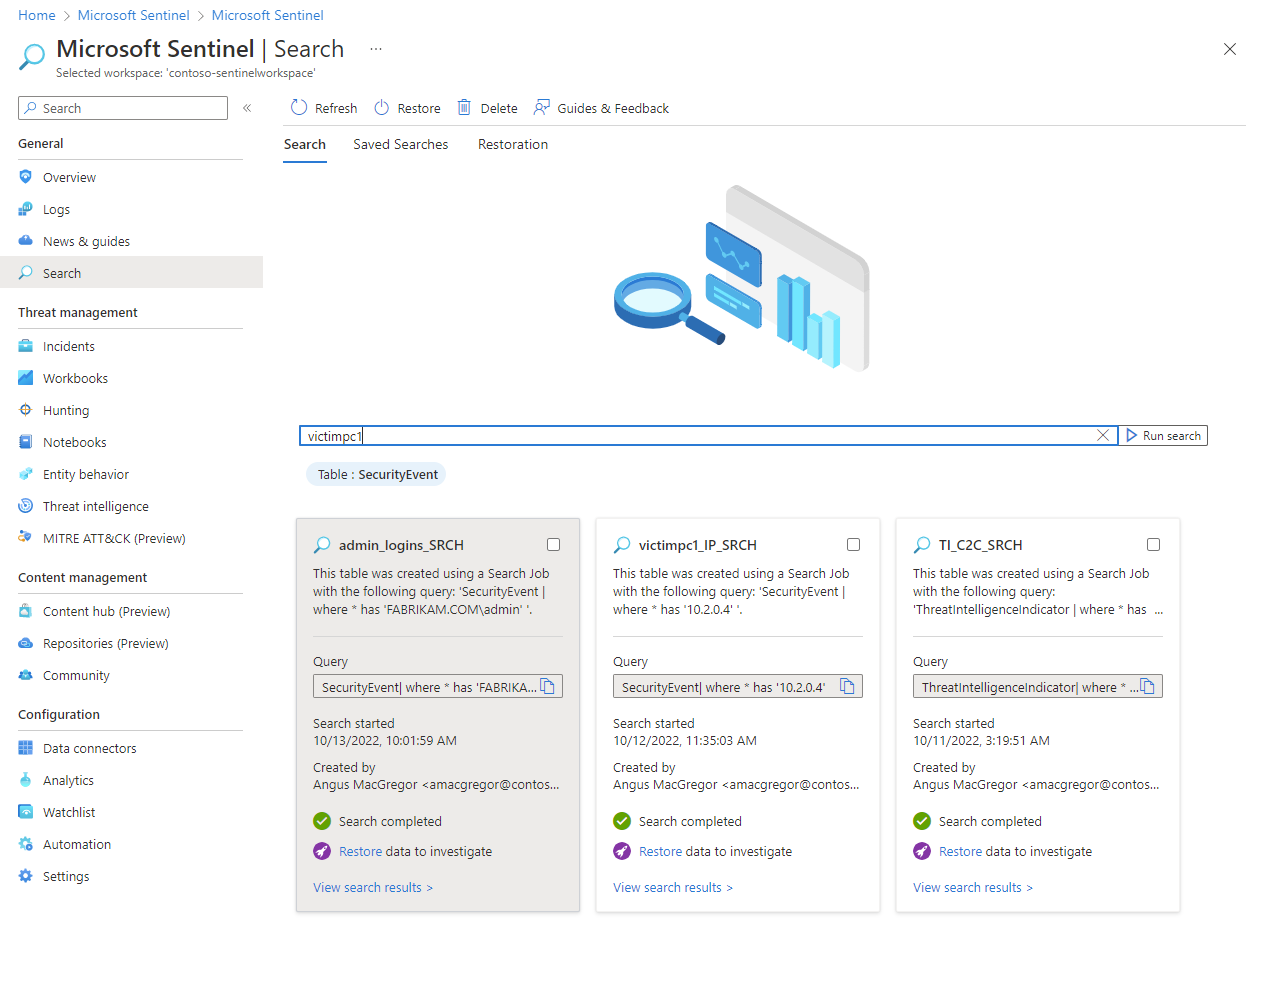 Home > Microsoft Sentinel > Microsoft Sentinel
Microsoft Sentinel | Search ...
Selected workspace: 'contoso-sentinelworkspace'
Search «
Refresh Restore Delete Guides & Feedback
General
Overview
Logs
News & guides
Search
Threat management
Incidents
Workbooks
Hunting
Notebooks
Entity behavior
Threat intelligence
MITRE ATT&CK (Preview)
Content management
Content hub (Preview)
Repositories (Preview)
Community
Configuration
Data connectors
Analytics
Watchlist
Automation
Settings
Search Saved Searches Restoration
victimpc1 Run search
Table : SecurityEvent
admin_logins_SRCH
This table was created using a Search Job
with the following query: 'SecurityEvent |
where * has 'FABRIKAM.COM\admin' '.
Query
SecurityEvent| where * has 'FABRIKA...
Search started
10/13/2022, 10:01:59 AM
Created by
Angus MacGregor <amacgregor@contos...
Search completed
Restore data to investigate
View search results >
victimpc1_IP_SRCH
This table was created using a Search Job
with the following query: 'SecurityEvent |
where * has '10.2.0.4' '.
Query
SecurityEvent| where * has '10.2.0.4'
Search started
10/12/2022, 11:35:03 AM
Created by
Angus MacGregor <amacgregor@contos...
Search completed
Restore data to investigate
View search results >
TI_C2C_SRCH
This table was created using a Search Job
with the following query:
'ThreatIntelligenceIndicator | where * has ...
Query
ThreatIntelligenceIndicator| where * ...
Search started
10/11/2022, 3:19:51 AM
Created by
Angus MacGregor <amacgregor@contos...
Search completed
Restore data to investigate
View search results >